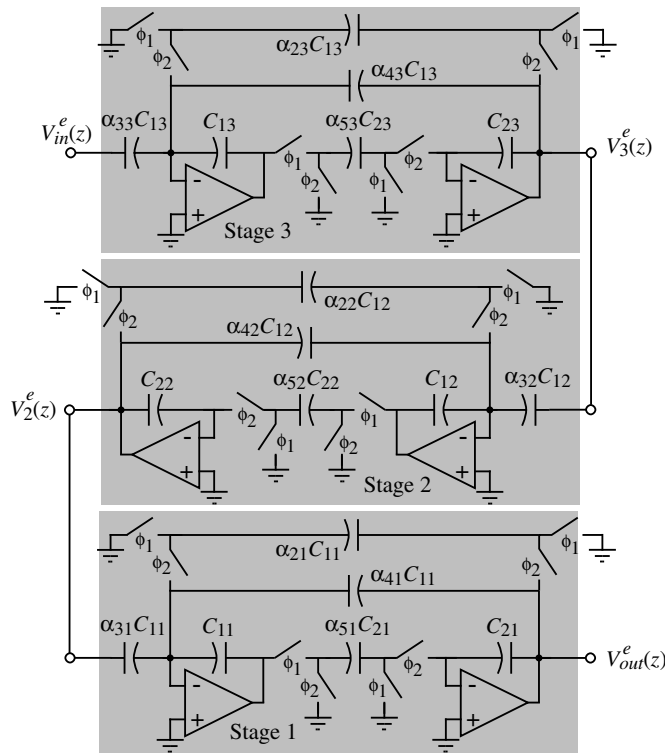 ϕ1 ϕ2 α23C13 ϕ2 ϕ1
α43C13
V^e_in(z) α33C13 C13 α53C23 C23 V^e_3(z)
ϕ1 ϕ2 ϕ1 ϕ2
- + - +
Stage 3
ϕ1 ϕ2 α22C12 ϕ1 ϕ2
α42C12
V^e_2(z) C22 α52C22 C12 α32C12
ϕ2 ϕ1 ϕ2 ϕ1
- + - +
Stage 2
ϕ1 ϕ2 α21C11 ϕ2 ϕ1
α41C11
α31C11 C11 α51C21 C21 V^e_out(z)
ϕ1 ϕ2 ϕ1 ϕ2
- + - +
Stage 1